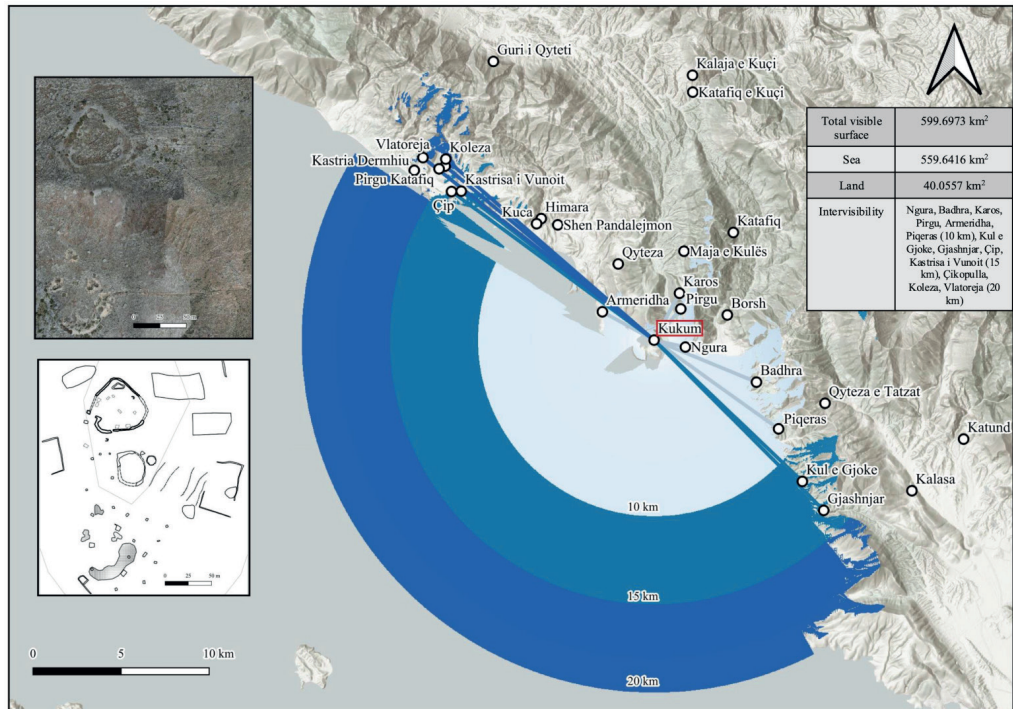 Guri i Qyteti
Kalaja e Kuçi
Katafiq e Kuçi
Total visible
surface
599.6973 km²
Sea
559.6416 km²
Land
40.0557 km²
Intervisibility
Ngura, Badhra, Karos,
Pirgu, Armeridha,
Piqeras (10 km), Kul e
Gjoke, Gjashnjar, Çip,
Kastrisa i Vunoit (15
km), Çikopulla,
Koleza, Vlatoreja (20
km)
Vlatoreja
Koleza
Kastria Dermhiu
Pirgu Katafiq
Kastrisa i Vunoit
Çip
Kuca
Himara
Shen Pandalejmon
Katafiq
Qyteza
Maja e Kulës
Karos
Pirgu
Armeridha
Borsh
Kukum
Ngura
Badhra
Qyteza e Tatzat
Piqeras
Katund
Kul e Gjoke
Kalasa
Gjashnjar
10 km
15 km
20 km
0 25 50 m
0 25 50 m
0 5 10 km